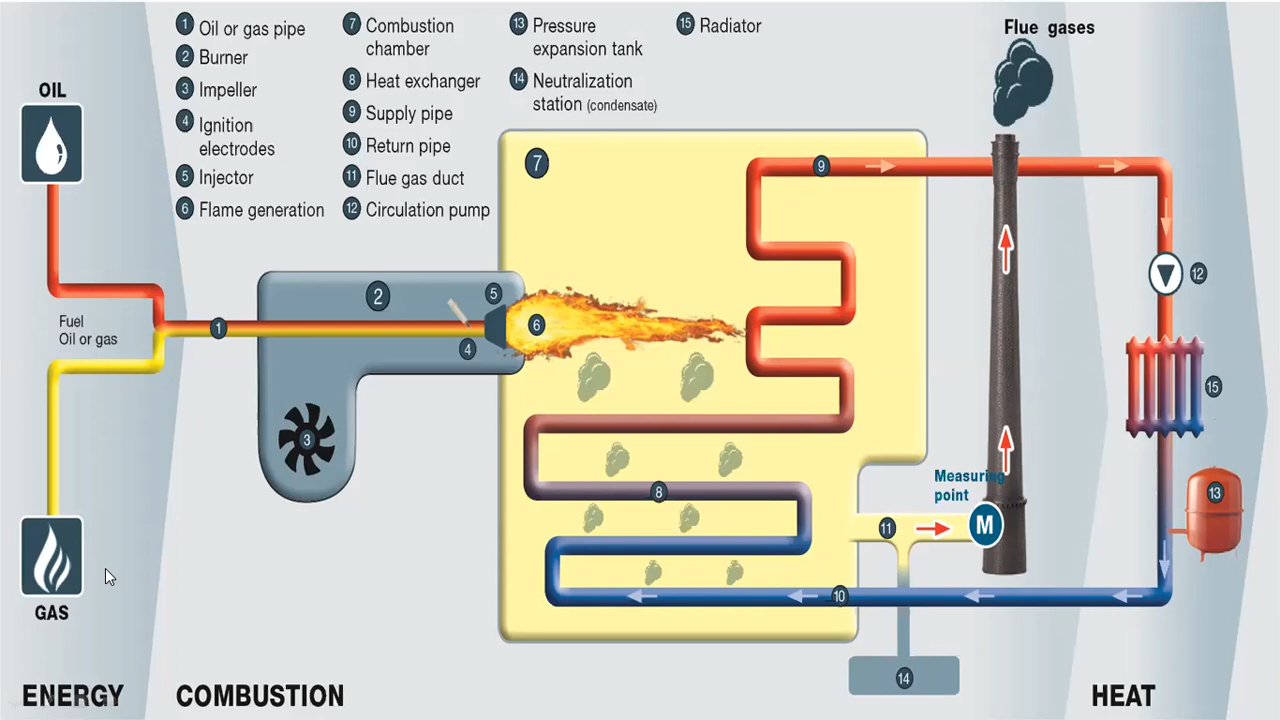 1 Oil or gas pipe
2 Burner
3 Impeller
4 Ignition
electrodes
5 Injector
6 Flame generation
7 Combustion
chamber
8 Heat exchanger
9 Supply pipe
10 Return pipe
11 Flue gas duct
12 Circulation pump
13 Pressure
expansion tank
14 Neutralization
station (condensate)
15 Radiator
Flue gases
OIL
7
9
12
2
5
Fuel
Oil or gas
1
6
4
15
3
Measuring
point
8
13
11
M
GAS
10
14
ENERGY
COMBUSTION
HEAT